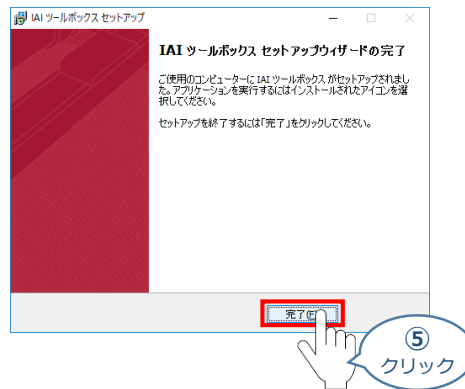 IAI ツールボックス セットアップ
IAI ツールボックス セットアップウィザードの完了
ご使用のコンピューターに IAI ツールボックス がセットアップされまし
た。アプリケーションを実行するにはインストールされたアイコンを選
択してください。
セットアップを終了するには「完了」をクリックしてください。
完了(F)
⑤
クリック